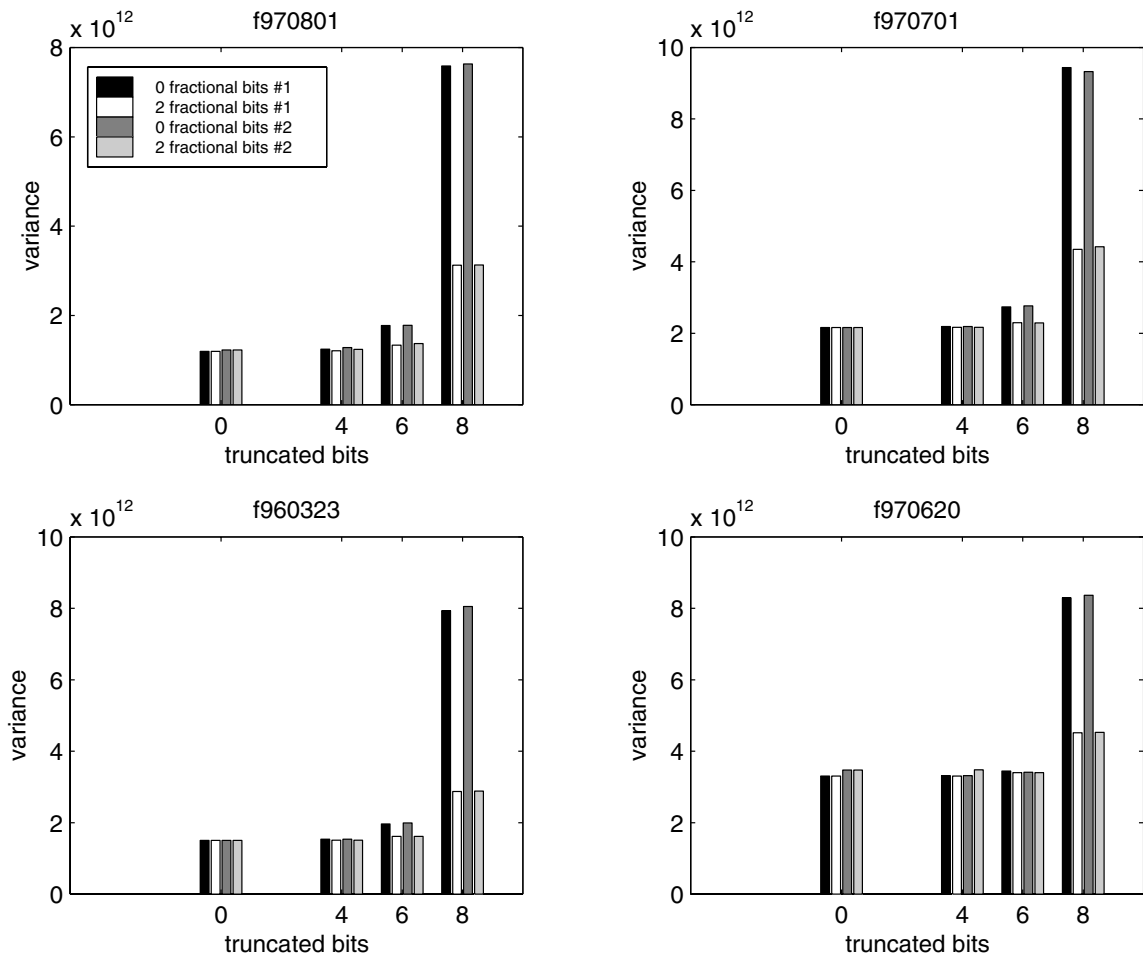 x 10^12
f970801
8
6
4
2
0
variance
0 fractional bits #1
2 fractional bits #1
0 fractional bits #2
2 fractional bits #2
0 4 6 8
truncated bits
x 10^12
f970701
10
8
6
4
2
0
variance
0 4 6 8
truncated bits
x 10^12
f960323
10
8
6
4
2
0
variance
0 4 6 8
truncated bits
x 10^12
f970620
10
8
6
4
2
0
variance
0 4 6 8
truncated bits